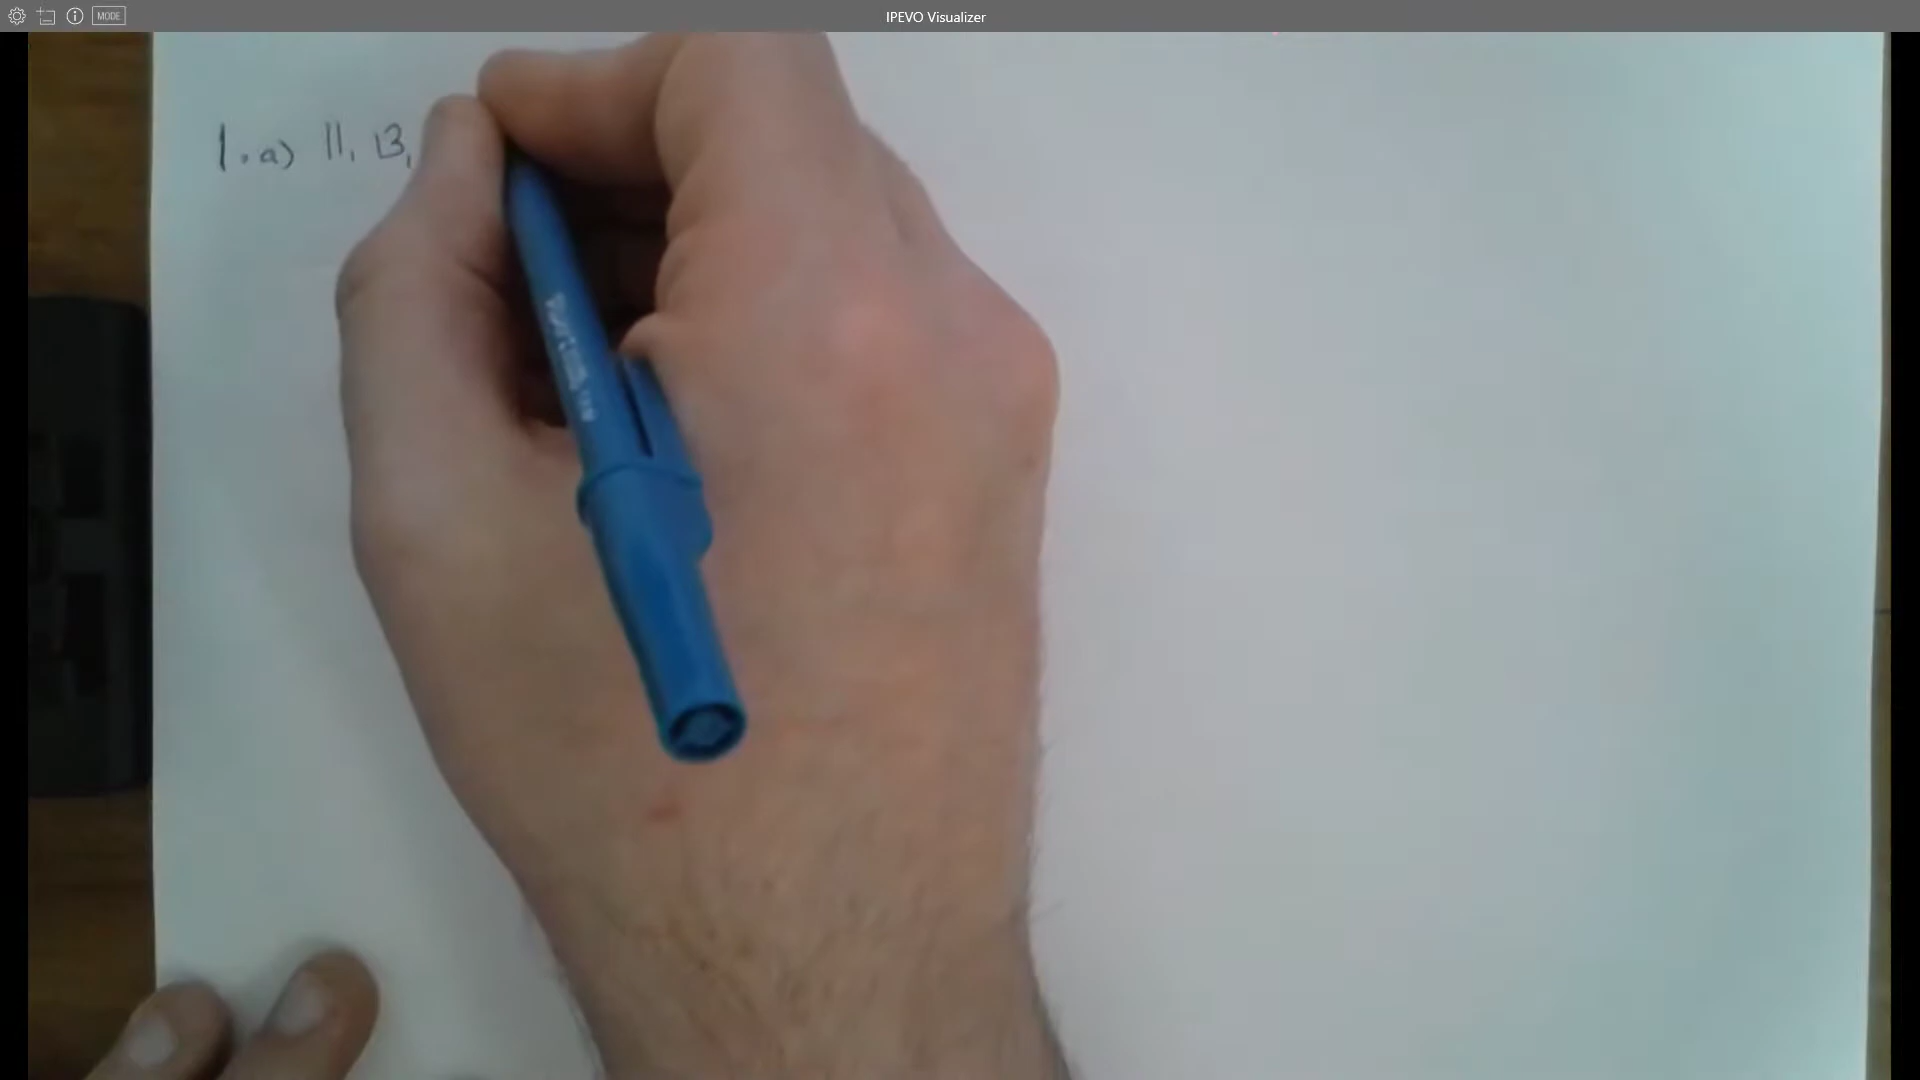 MODE
IPEVO Visualizer
1. a) 11, 13,